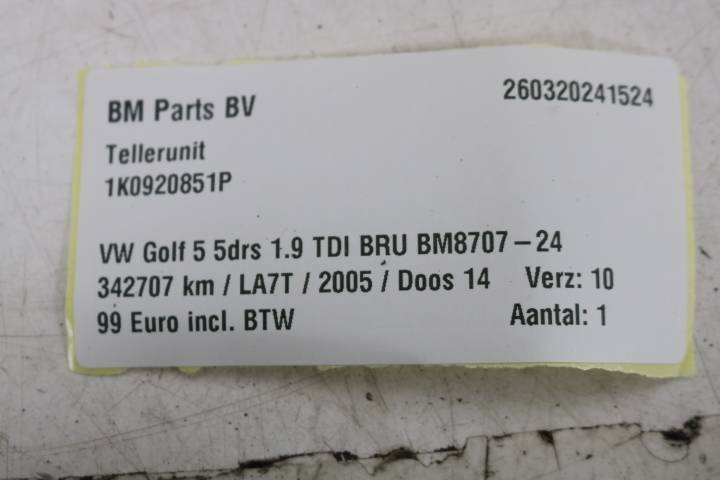 BM Parts BV 260320241524
Tellerunit
1K0920851P
VW Golf 5 5drs 1.9 TDI BRU BM8707-24
342707 km / LA7T / 2005 / Doos 14 Verz: 10
99 Euro incl. BTW Aantal: 1